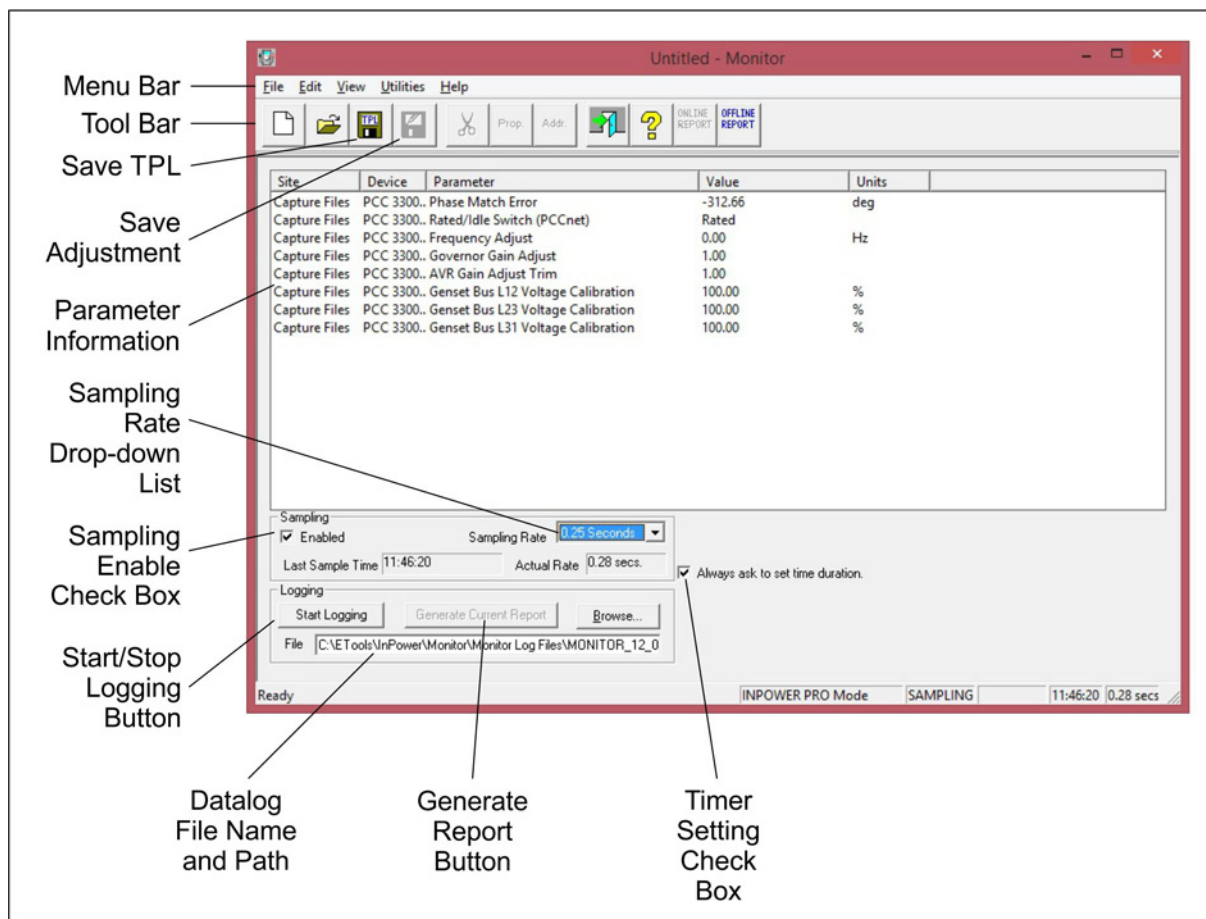 Untitled - Monitor
Menu Bar
File Edit View Utilities Help
Tool Bar
TPL
Prop. Addr.
ONLINE REPORT
OFFLINE REPORT
Save TPL
Save
Adjustment
Parameter
Information
Sampling
Rate
Drop-down
List
Sampling
Enable
Check Box
Start/Stop
Logging
Button
Site Device Parameter Value Units
Capture Files PCC 3300.. Phase Match Error -312.66 deg
Capture Files PCC 3300.. Rated/Idle Switch (PCCnet) Rated
Capture Files PCC 3300.. Frequency Adjust 0.00 Hz
Capture Files PCC 3300.. Governor Gain Adjust 1.00
Capture Files PCC 3300.. AVR Gain Adjust Trim 1.00
Capture Files PCC 3300.. Genset Bus L12 Voltage Calibration 100.00 %
Capture Files PCC 3300.. Genset Bus L23 Voltage Calibration 100.00 %
Capture Files PCC 3300.. Genset Bus L31 Voltage Calibration 100.00 %
Sampling
Enabled Sampling Rate 0.25 Seconds
Last Sample Time 11:46:20 Actual Rate 0.28 secs.
Always ask to set time duration.
Logging
Start Logging Generate Current Report Browse...
File C:\ETools\InPower\Monitor\Monitor Log Files\MONITOR_12_0
Ready INPOWER PRO Mode SAMPLING 11:46:20 0.28 secs
Datalog
File Name
and Path
Generate
Report
Button
Timer
Setting
Check
Box